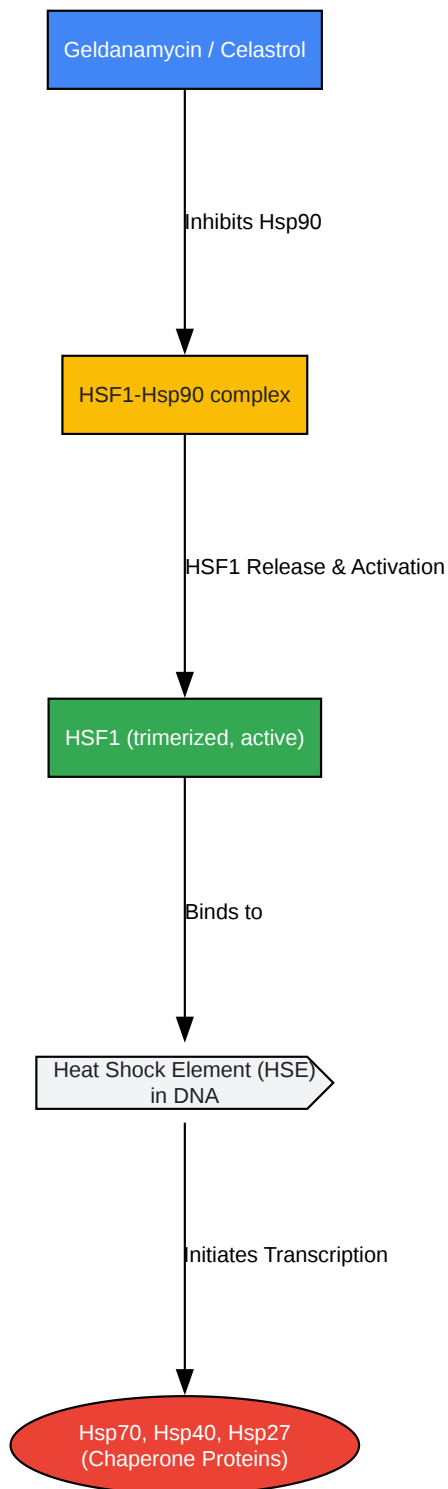 Geldanamycin / Celastrol
Inhibits Hsp90
HSF1-Hsp90 complex
HSF1 Release & Activation
HSF1 (trimerized, active)
Binds to
Heat Shock Element (HSE)
in DNA
Initiates Transcription
Hsp70, Hsp40, Hsp27
(Chaperone Proteins)